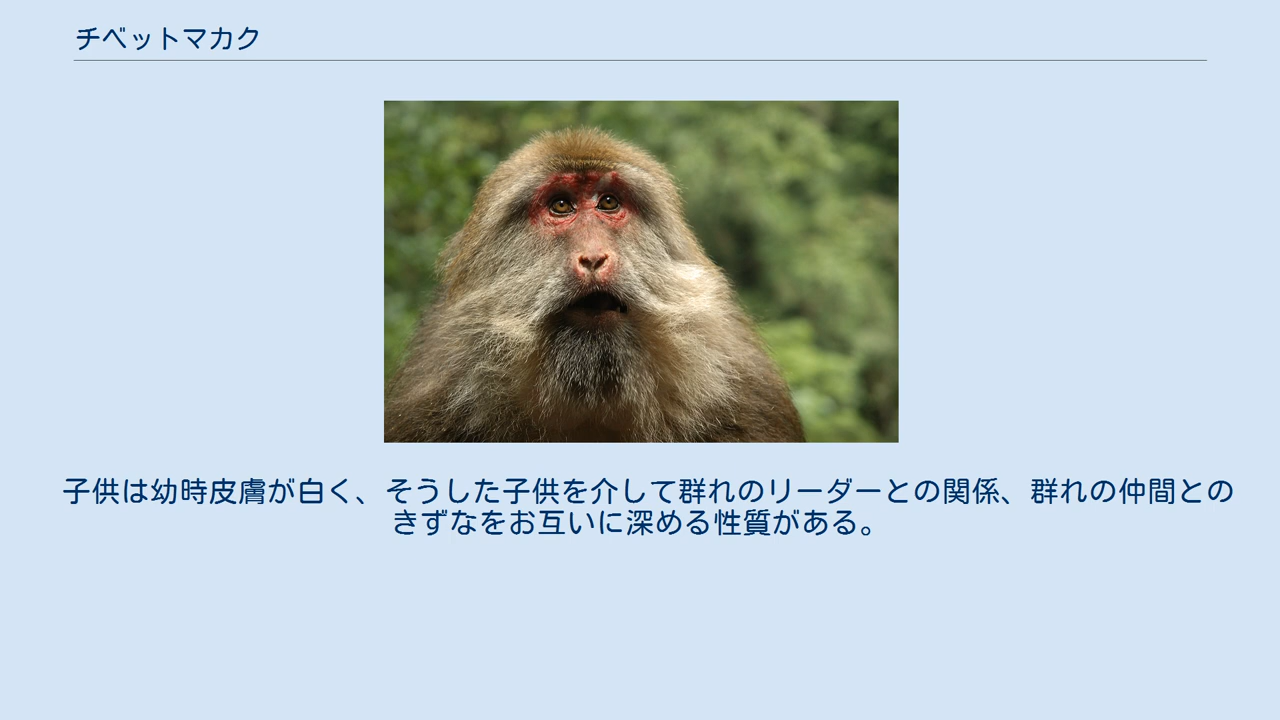 チベットマカク
子供は幼時皮膚が白く、そうした子供を介して群れのリーダーとの関係、群れの仲間との
きずなをお互いに深める性質がある。